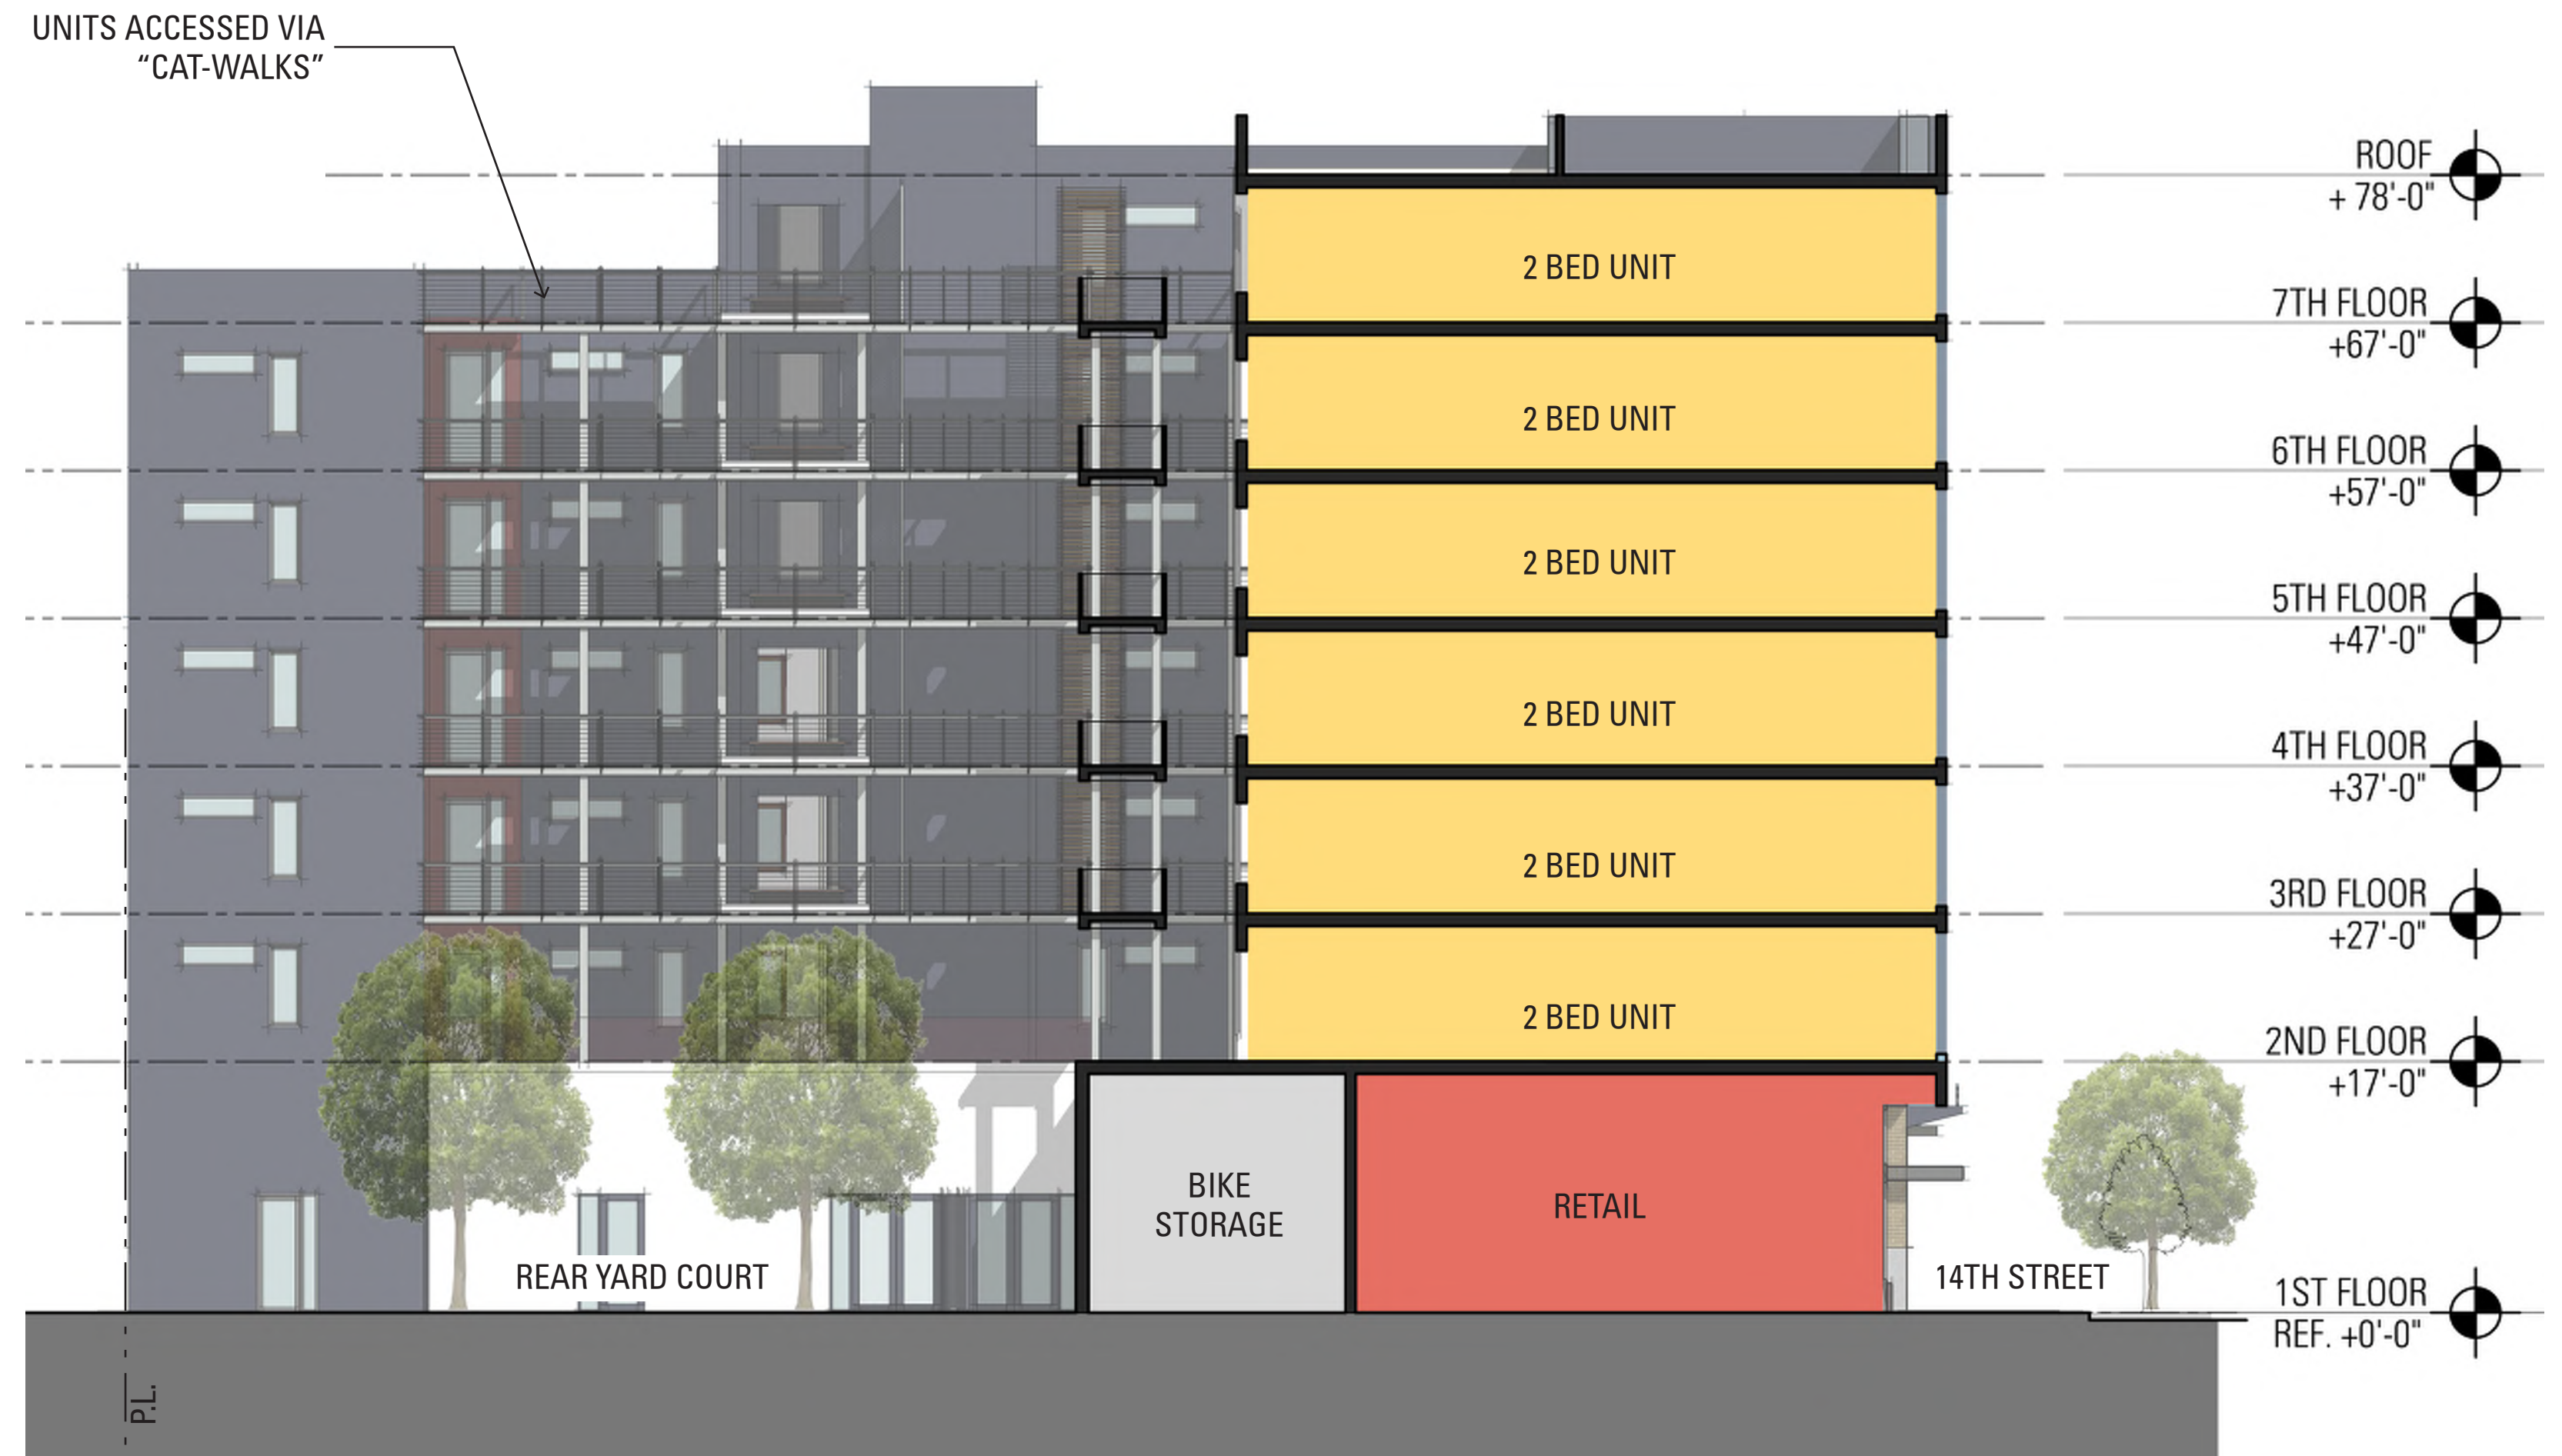 UNITS ACCESSED VIA
“CAT-WALKS”
ROOF
+ 78'-0"
2 BED UNIT
7TH FLOOR
+67'-0"
2 BED UNIT
6TH FLOOR
+57'-0"
2 BED UNIT
5TH FLOOR
+47'-0"
2 BED UNIT
4TH FLOOR
+37'-0"
2 BED UNIT
3RD FLOOR
+27'-0"
2 BED UNIT
2ND FLOOR
+17'-0"
BIKE
STORAGE
RETAIL
REAR YARD COURT
14TH STREET
1ST FLOOR
REF. +0'-0"
P.L.